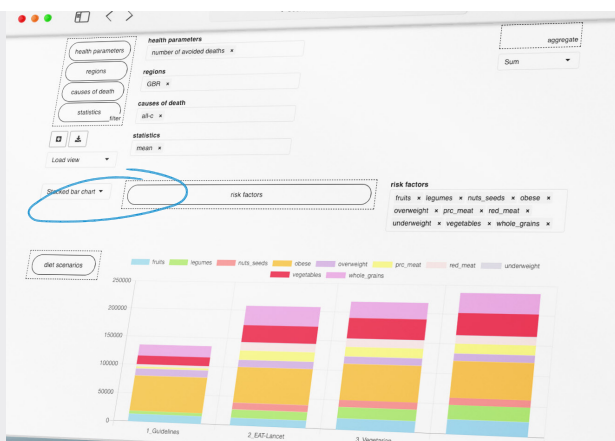 health parameters
regions
causes of death
statistics
filter
Load view
Stacked bar chart
health parameters
number of avoided deaths ×
regions
GBR ×
causes of death
all-c ×
statistics
mean ×
aggregate
Sum
risk factors
risk factors
fruits × legumes × nuts_seeds × obese ×
overweight × prc_meat × red_meat ×
underweight × vegetables × whole_grains ×
diet scenarios
fruits legumes nuts_seeds obese overweight prc_meat red_meat underweight
vegetables whole_grains
250000
200000
150000
100000
50000
0
1_Guidelines 2_EAT-Lancet 3_Vegetarian